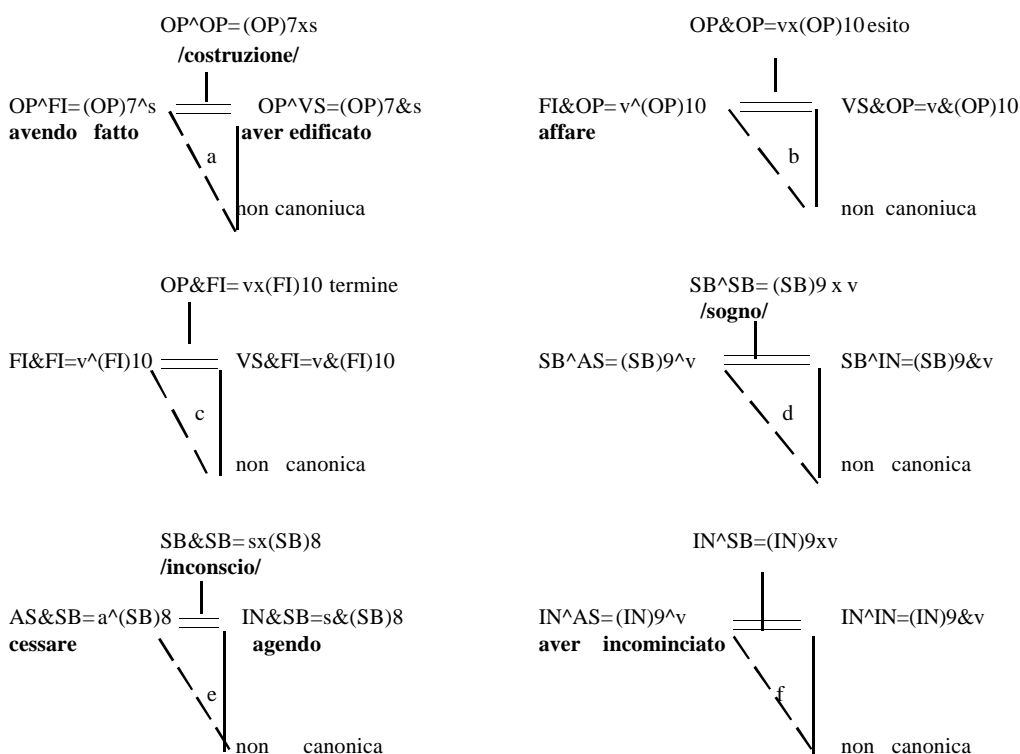 OP^OP=(OP)7xs
/costruzione/
OP^FI=(OP)7^s OP^VS=(OP)7&s
avendo fatto aver edificato
a
non canoniuca
OP&OP=vx(OP)10 esito
FI&OP=v^(OP)10 VS&OP=v&(OP)10
affare
b
non canoniuca
OP&FI=vx(FI)10 termine
FI&FI=v^(FI)10 VS&FI=v&(FI)10
c
non canonica
SB^SB=(SB)9 x v
/sogno/
SB^AS=(SB)9^v SB^IN=(SB)9&v
d
non canonica
SB&SB=sx(SB)8
/inconscio/
AS&SB=a^(SB)8 IN&SB=s&(SB)8
cessare agendo
e
non canonica
IN^SB=(IN)9xv
IN^AS=(IN)9^v IN^IN=(IN)9&v
aver incominciato
f
non canonica